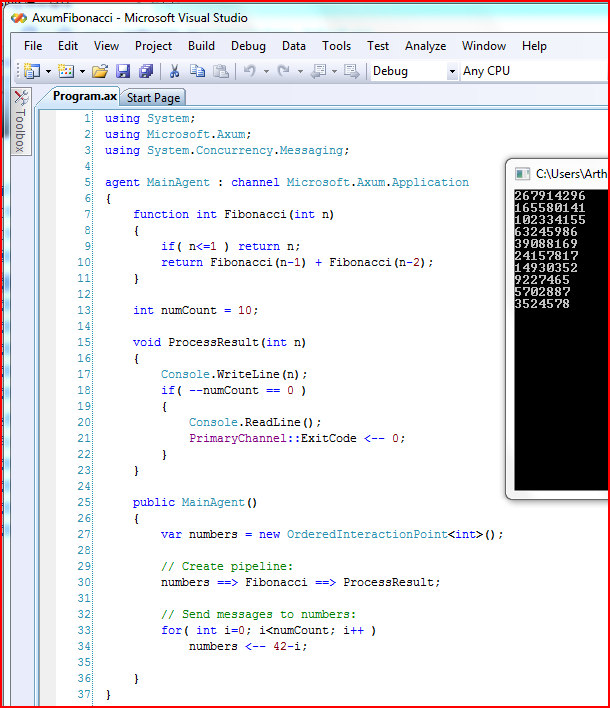 AxumFibonacci - Microsoft Visual Studio
File Edit View Project Build Debug Data Tools Test Analyze Window Help
Debug Any CPU
Program.ax Start Page
Toolbox
1 using System;
2 using Microsoft.Axum;
3 using System.Concurrency.Messaging;
4
5 agent MainAgent : channel Microsoft.Axum.Application
6 {
7     function int Fibonacci(int n)
8     {
9         if( n<=1 ) return n;
10         return Fibonacci(n-1) + Fibonacci(n-2);
11     }
12
13     int numCount = 10;
14
15     void ProcessResult(int n)
16     {
17         Console.WriteLine(n);
18         if( --numCount == 0 )
19         {
20             Console.ReadLine();
21             PrimaryChannel::ExitCode <-- 0;
22         }
23     }
24
25     public MainAgent()
26     {
27         var numbers = new OrderedInteractionPoint<int>();
28
29         // Create pipeline:
30         numbers ==> Fibonacci ==> ProcessResult;
31
32         // Send messages to numbers:
33         for( int i=0; i<numCount; i++ )
34             numbers <-- 42-i;
35
36     }
37 }
C:\Users\Arth
267914296
165580141
102334155
63245986
39088169
24157817
14930352
9227465
5702887
3524578